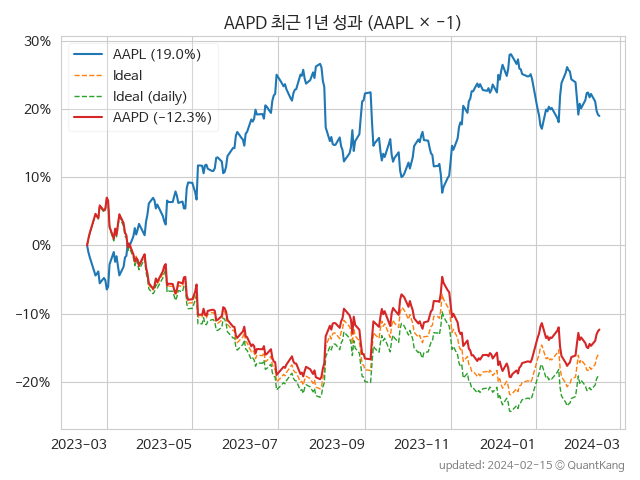 AAPD 최근 1년 성과 (AAPL × −1)
30%
20%
10%
0%
−10%
−20%
AAPL (19.0%)
Ideal
Ideal (daily)
AAPD (−12.3%)
2023-03 2023-05 2023-07 2023-09 2023-11 2024-01 2024-03
updated: 2024-02-15 © QuantKang